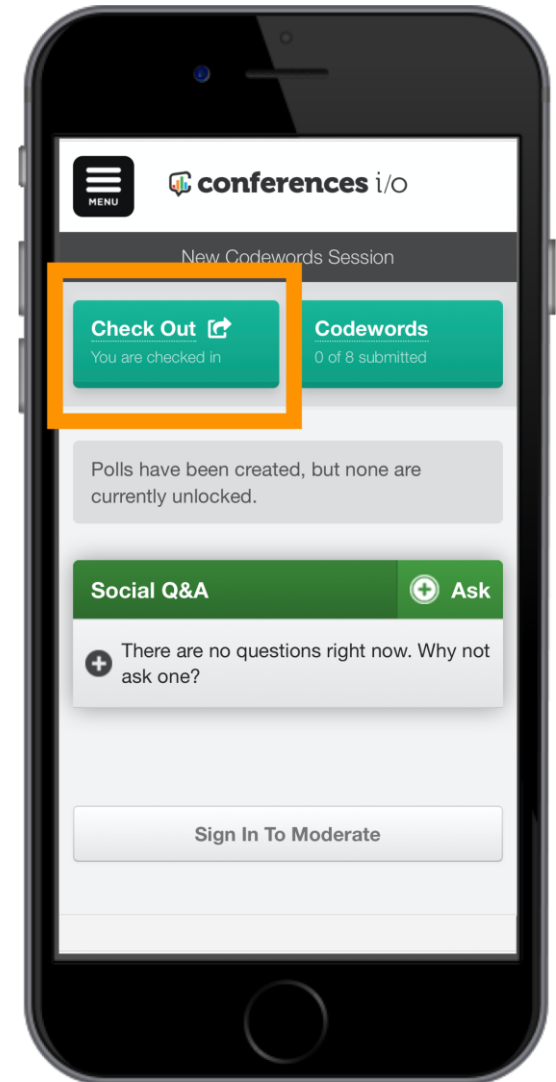 MENU
conferences i/o
New Codewords Session
Check Out
You are checked in
Codewords
0 of 8 submitted
Polls have been created, but none are
currently unlocked.
Social Q&A
Ask
There are no questions right now. Why not
ask one?
Sign In To Moderate